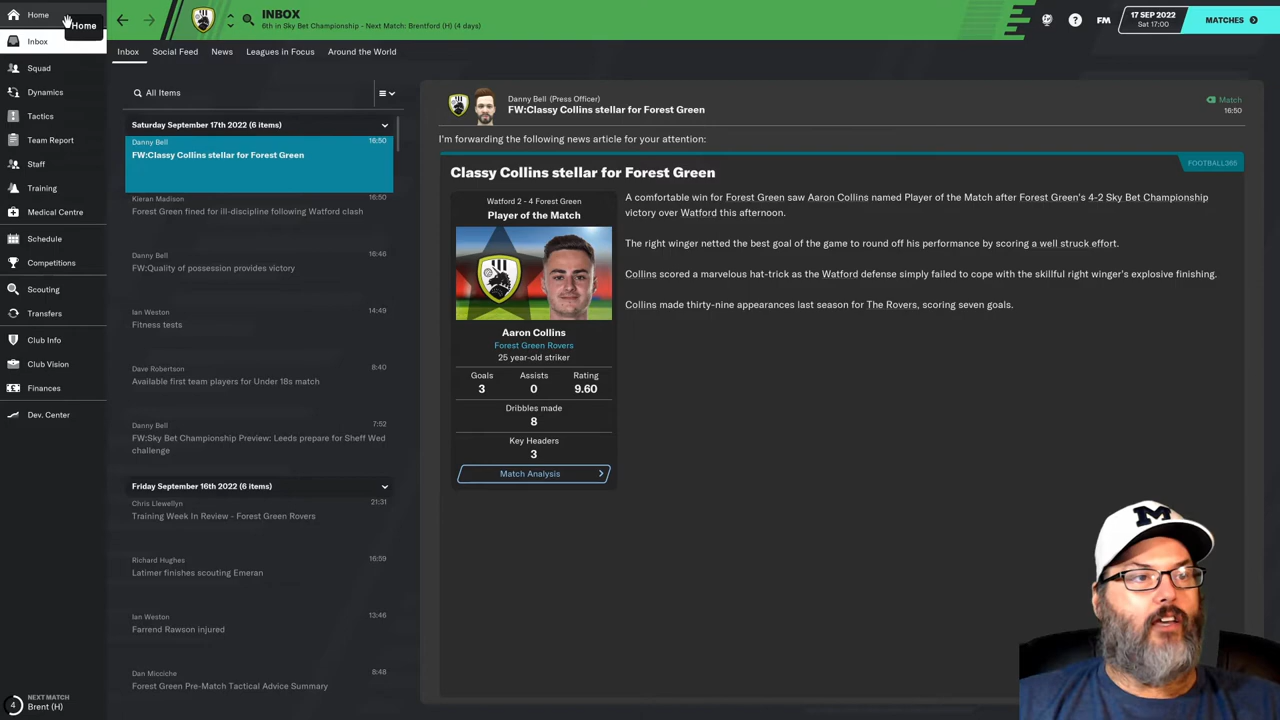 Home
Home
INBOX
6th in Sky Bet Championship - Next Match: Brentford (H) (4 days)
FM
17 SEP 2022
Sat 17:00
MATCHES
Inbox
Squad
Dynamics
Tactics
Team Report
Staff
Training
Medical Centre
Schedule
Competitions
Scouting
Transfers
Club Info
Club Vision
Finances
Dev. Center
4
NEXT MATCH
Brent (H)
Inbox Social Feed News Leagues in Focus Around the World
All Items
Saturday September 17th 2022 (6 items)
Danny Bell 16:50
FW:Classy Collins stellar for Forest Green
Kieran Madison 16:50
Forest Green fined for ill-discipline following Watford clash
Danny Bell 16:46
FW:Quality of possession provides victory
Ian Weston 14:49
Fitness tests
Dave Robertson 8:40
Available first team players for Under 18s match
Danny Bell 7:52
FW:Sky Bet Championship Preview: Leeds prepare for Sheff Wed
challenge
Friday September 16th 2022 (6 items)
Chris Llewellyn 21:31
Training Week In Review - Forest Green Rovers
Richard Hughes 16:59
Latimer finishes scouting Emeran
Ian Weston 13:46
Farrend Rawson injured
Dan Micciche 8:48
Forest Green Pre-Match Tactical Advice Summary
Danny Bell (Press Officer)
FW:Classy Collins stellar for Forest Green
Match
16:50
I'm forwarding the following news article for your attention:
FOOTBALL365
Classy Collins stellar for Forest Green
Watford 2 - 4 Forest Green
Player of the Match
Aaron Collins
Forest Green Rovers
25 year-old striker
Goals Assists Rating
3 0 9.60
Dribbles made
8
Key Headers
3
Match Analysis
A comfortable win for Forest Green saw Aaron Collins named Player of the Match after Forest Green's 4-2 Sky Bet Championship
victory over Watford this afternoon.
The right winger netted the best goal of the game to round off his performance by scoring a well struck effort.
Collins scored a marvelous hat-trick as the Watford defense simply failed to cope with the skillful right winger's explosive finishing.
Collins made thirty-nine appearances last season for The Rovers, scoring seven goals.
M